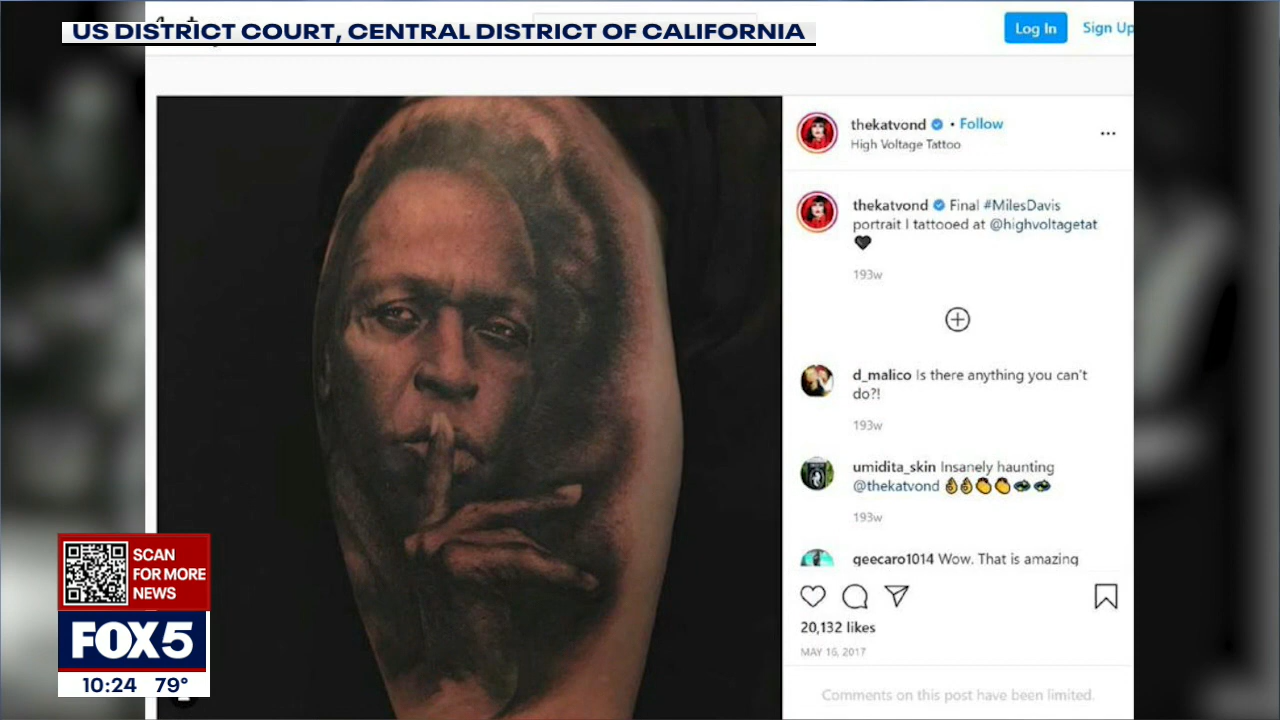 US DISTRICT COURT, CENTRAL DISTRICT OF CALIFORNIA
Log In
Sign Up
thekatvond • Follow
High Voltage Tattoo
thekatvond Final #MilesDavis
portrait I tattooed at @highvoltagetat
193w
d_malico Is there anything you can't
do?!
193w
umidita_skin Insanely haunting
@thekatvond
193w
geecaro1014 Wow. That is amazing
20,132 likes
MAY 16, 2017
Comments on this post have been limited.
SCAN
FOR MORE
NEWS
FOX5
10:24 79°